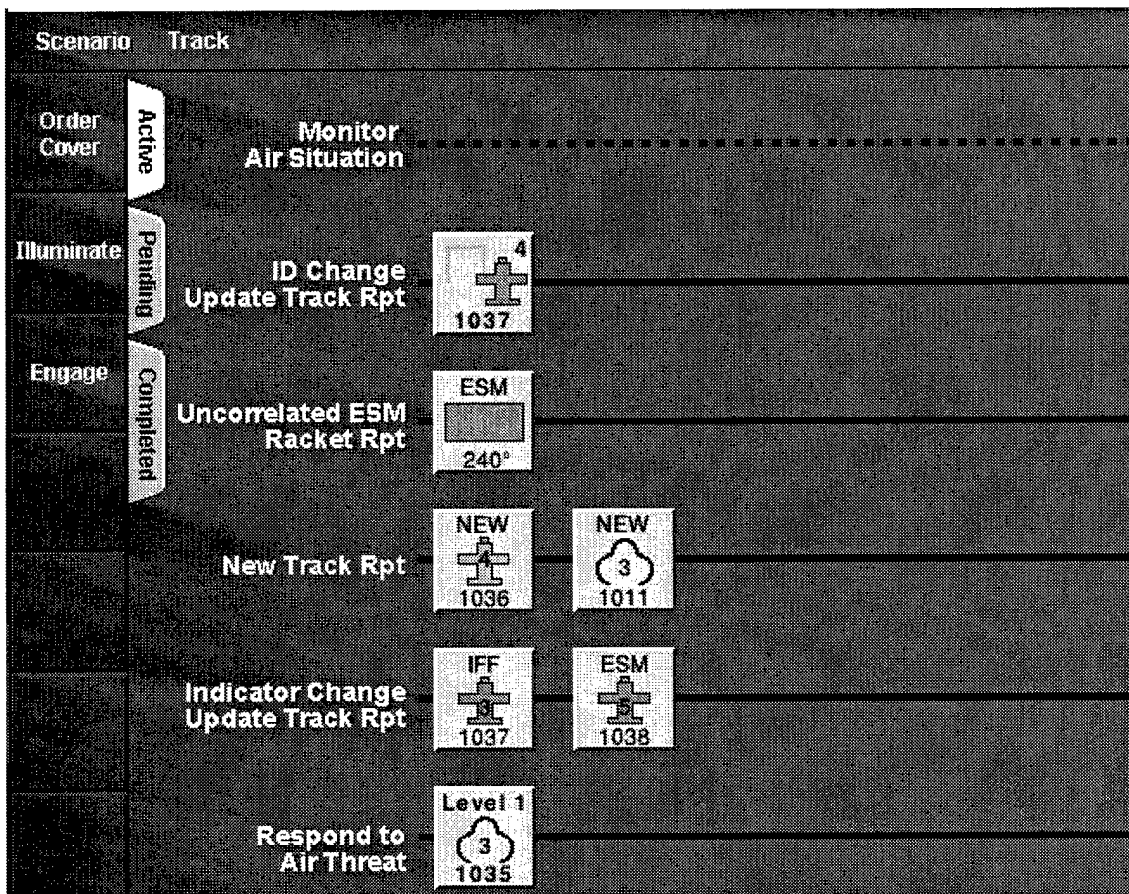 Scenario Track
Order
Cover
Illuminate
Engage
Active
Pending
Completed
Monitor
Air Situation
ID Change
Update Track Rpt
4
1037
Uncorrelated ESM
Racket Rpt
ESM
240°
New Track Rpt
NEW
4
1036
NEW
3
1011
Indicator Change
Update Track Rpt
IFF
3
1037
ESM
5
1038
Respond to
Air Threat
Level 1
3
1035